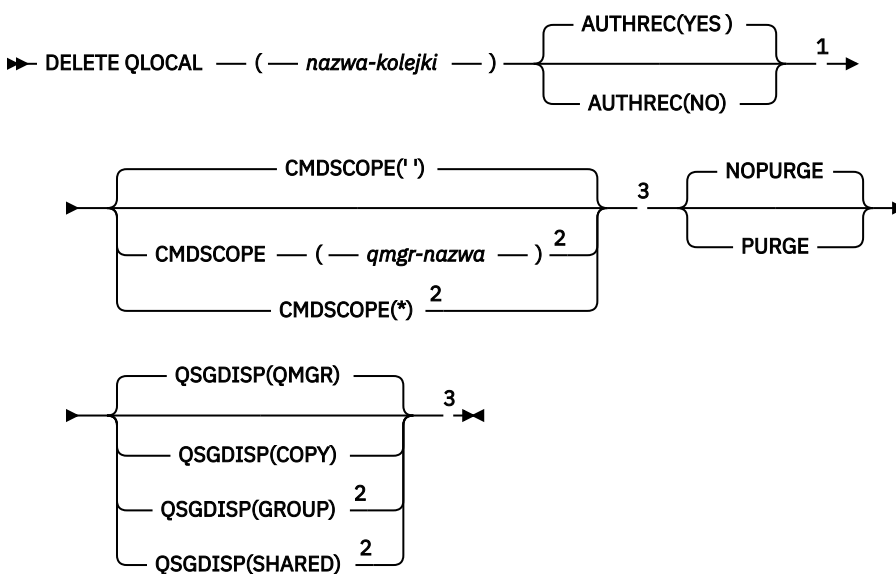 AUTHREC(YES )
DELETE QLOCAL ( nazwa-kolejki ) 1
AUTHREC(NO)
CMDSCOPE(' ')
3
NOPURGE
CMDSCOPE ( qmgr-nazwa ) 2
PURGE
CMDSCOPE(*) 2
QSGDISP(QMGR)
3
QSGDISP(COPY)
QSGDISP(GROUP) 2
QSGDISP(SHARED) 2